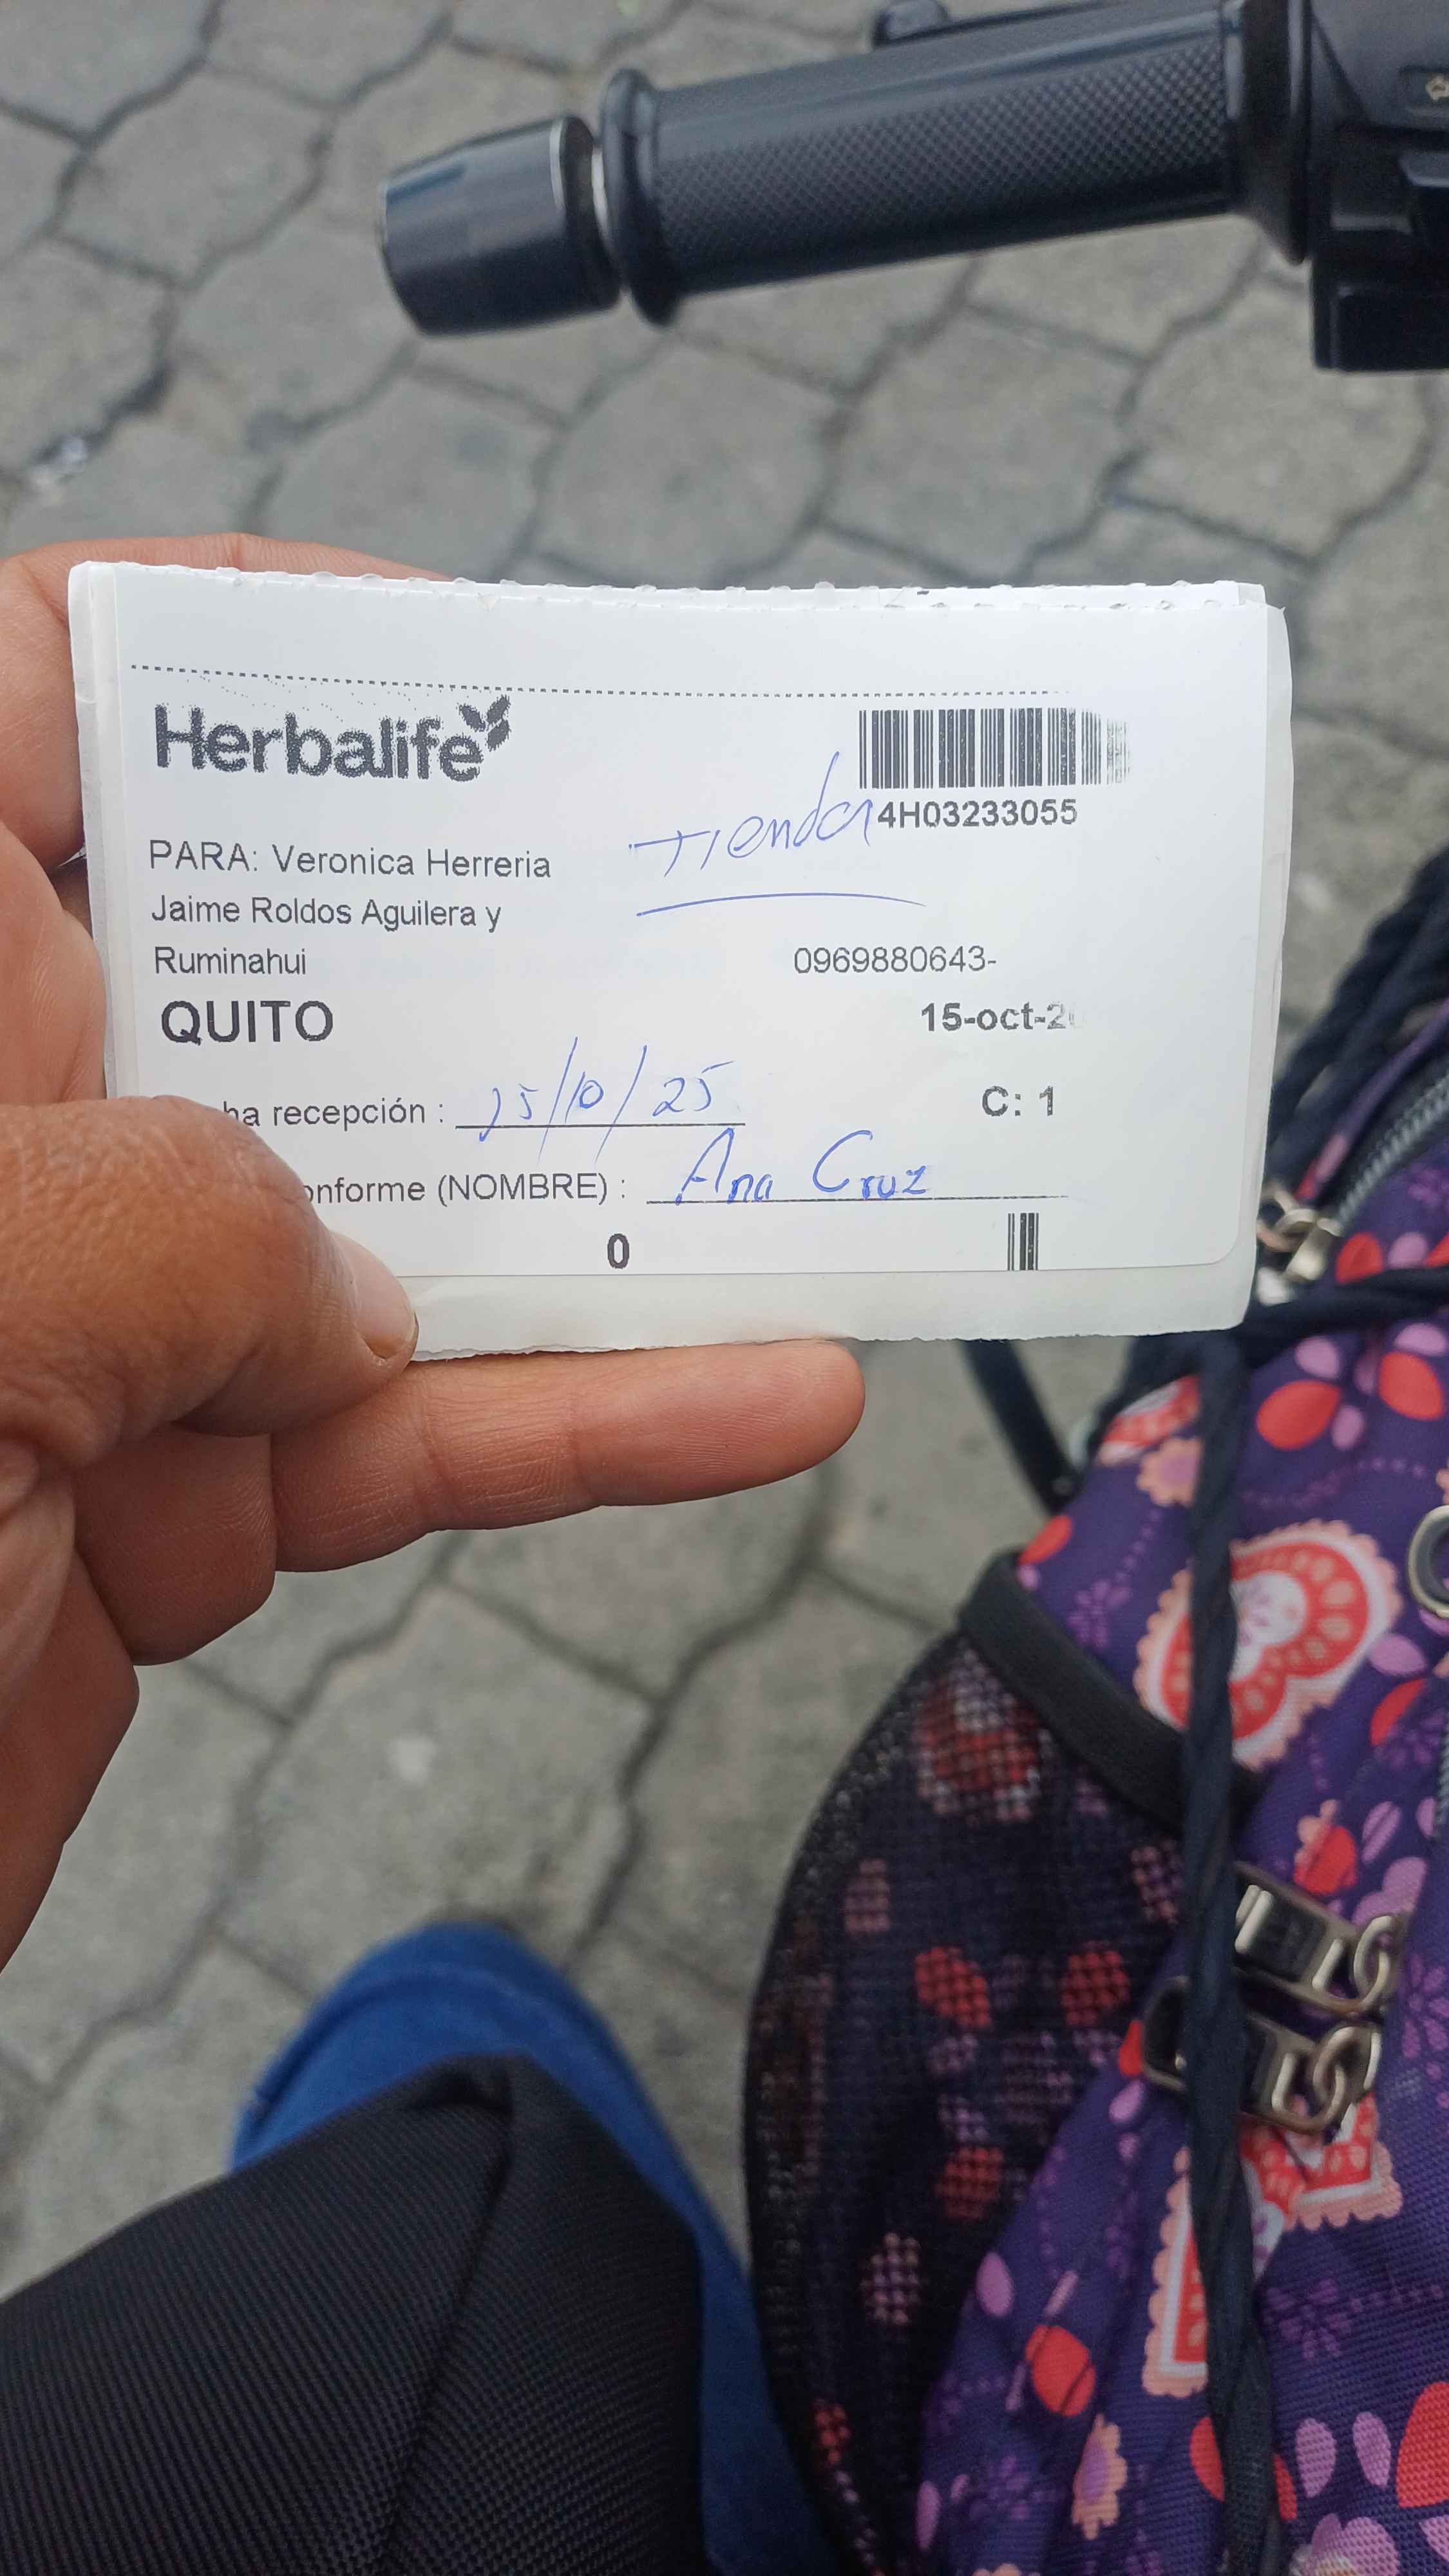 Herbalife
Tienda 4H03233055
PARA: Veronica Herreria
Jaime Roldos Aguilera y
Ruminahui 0969880643-
QUITO 15-oct-2
ha recepción : 15/10/25 C: 1
onforme (NOMBRE) : Ana Cruz
0